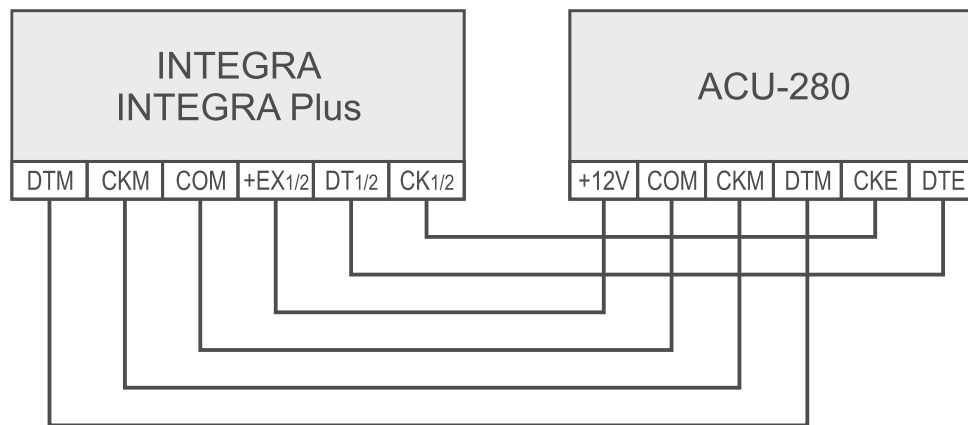 INTEGRA
INTEGRA Plus
ACU-280
DTM CKM COM +EX1/2 DT1/2 CK1/2
+12V COM CKM DTM CKE DTE